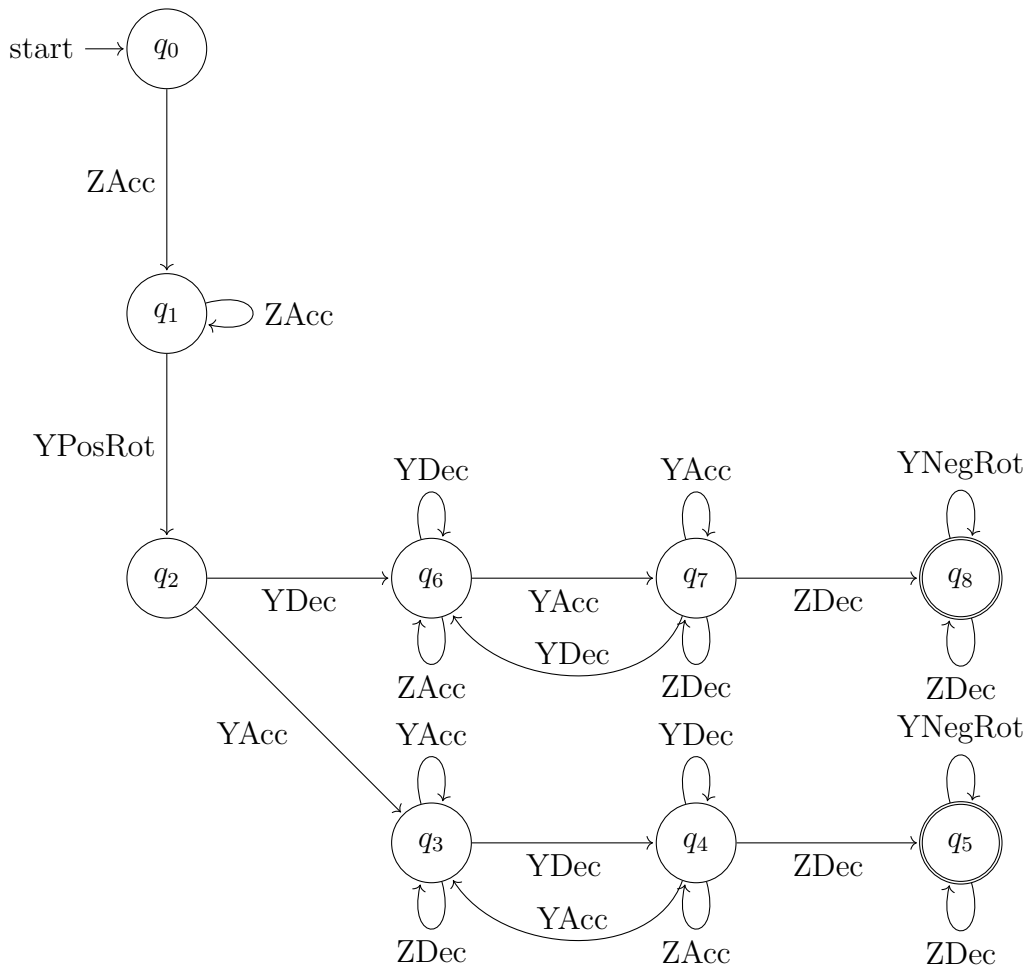 start
q0
ZAcc
q1
ZAcc
YPosRot
YDec
YAcc
YNegRot
q2
q6
q7
q8
YDec
YAcc
ZDec
YDec
ZAcc
ZDec
ZDec
YAcc
YAcc
YDec
YNegRot
q3
q4
q5
YDec
ZDec
YAcc
ZDec
ZAcc
ZDec